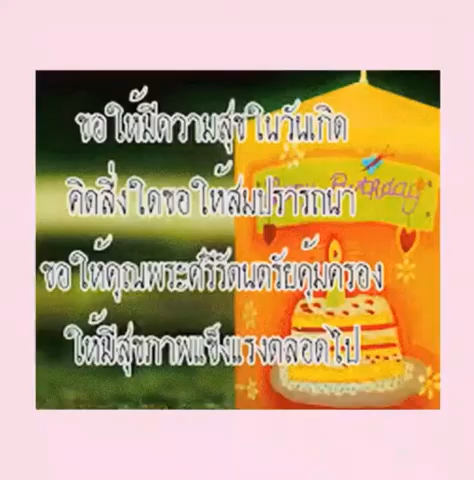 ขอให้มีความสุขในวันเกิด
คิดสิ่งใดขอให้สมปรารถนา
Birthday
ขอให้คุณพระศรีรัตนตรัยคุ้มครอง
ให้มีสุขภาพแข็งแรงตลอดไป